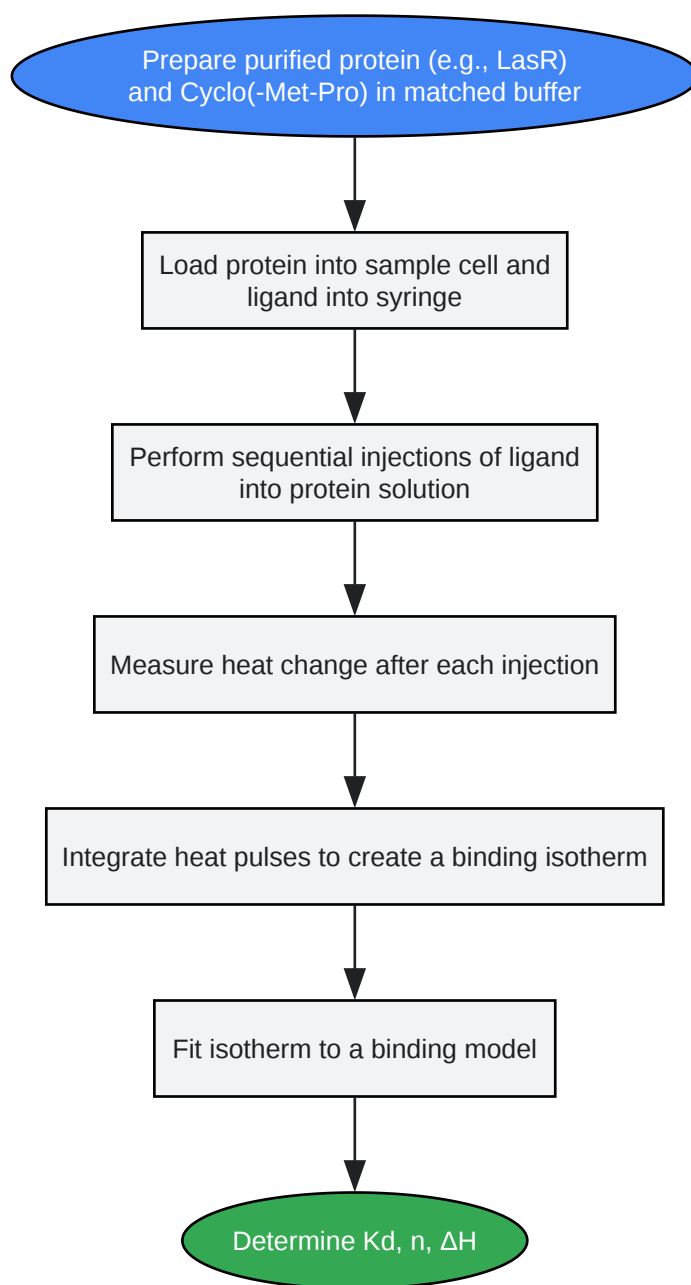 Prepare purified protein (e.g., LasR)
and Cyclo(-Met-Pro) in matched buffer
Load protein into sample cell and
ligand into syringe
Perform sequential injections of ligand
into protein solution
Measure heat change after each injection
Integrate heat pulses to create a binding isotherm
Fit isotherm to a binding model
Determine Kd, n, ΔH